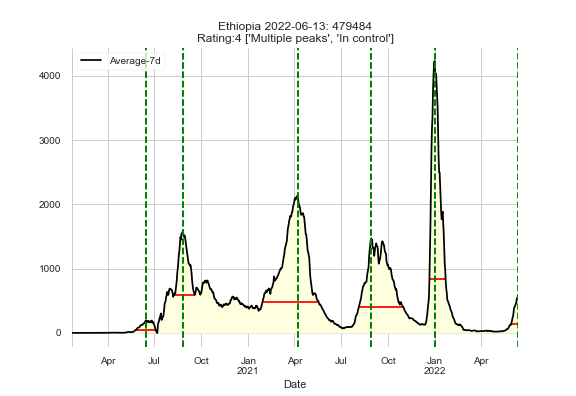 Ethiopia 2022-06-13: 479484
Rating:4 ['Multiple peaks', 'In control']
Average-7d
4000
3000
2000
1000
0
Apr Jul Oct Jan Apr Jul Oct Jan Apr
2021 2022
Date